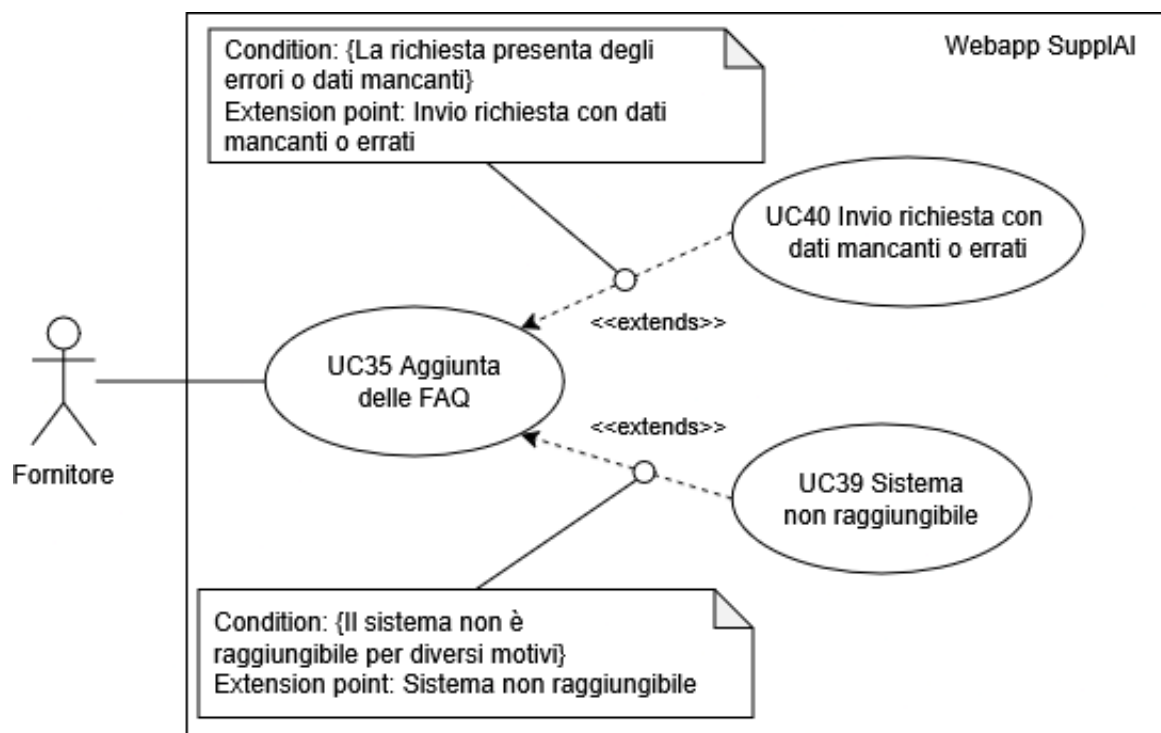 Condition: {La richiesta presenta degli
errori o dati mancanti}
Extension point: Invio richiesta con dati
mancanti o errati
Webapp SupplAI
UC40 Invio richiesta con
dati mancanti o errati
<<extends>>
UC35 Aggiunta
delle FAQ
Fornitore
<<extends>>
UC39 Sistema
non raggiungibile
Condition: {Il sistema non è
raggiungibile per diversi motivi}
Extension point: Sistema non raggiungibile